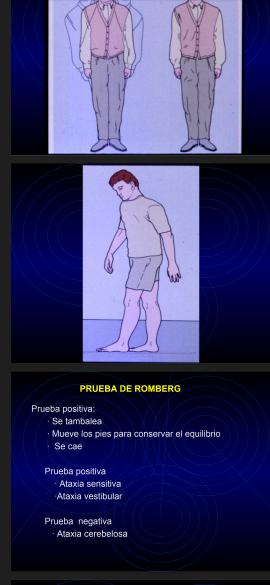 PRUEBA DE ROMBERG
Prueba positiva:
· Se tambalea
· Mueve los pies para conservar el equilibrio
· Se cae
Prueba positiva
· Ataxia sensitiva
·Ataxia vestibular
Prueba negativa
· Ataxia cerebelosa